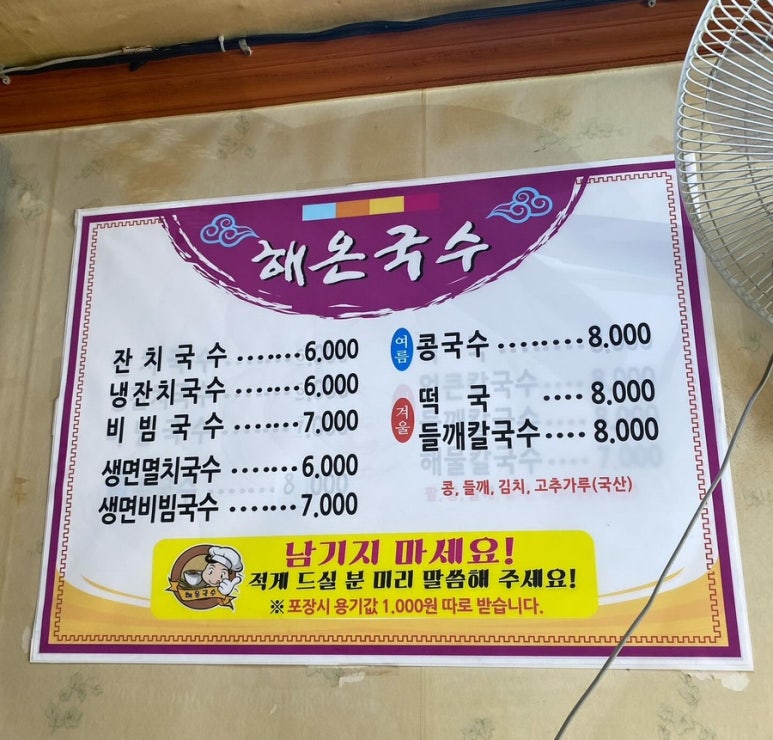 해온국수
잔치국수 .......6.000
냉잔치국수 .......6.000
비빔국수 .......7.000
생면멸치국수 .......6.000
생면비빔국수 .......7.000
여름 콩국수 ........8.000
겨울
떡국 ....8.000
들깨칼국수 .... 8.000
콩, 들깨, 김치, 고추가루(국산)
남기지 마세요!
적게 드실 분 미리 말씀해 주세요!
※ 포장시 용기값 1.000원 따로 받습니다.
해온국수